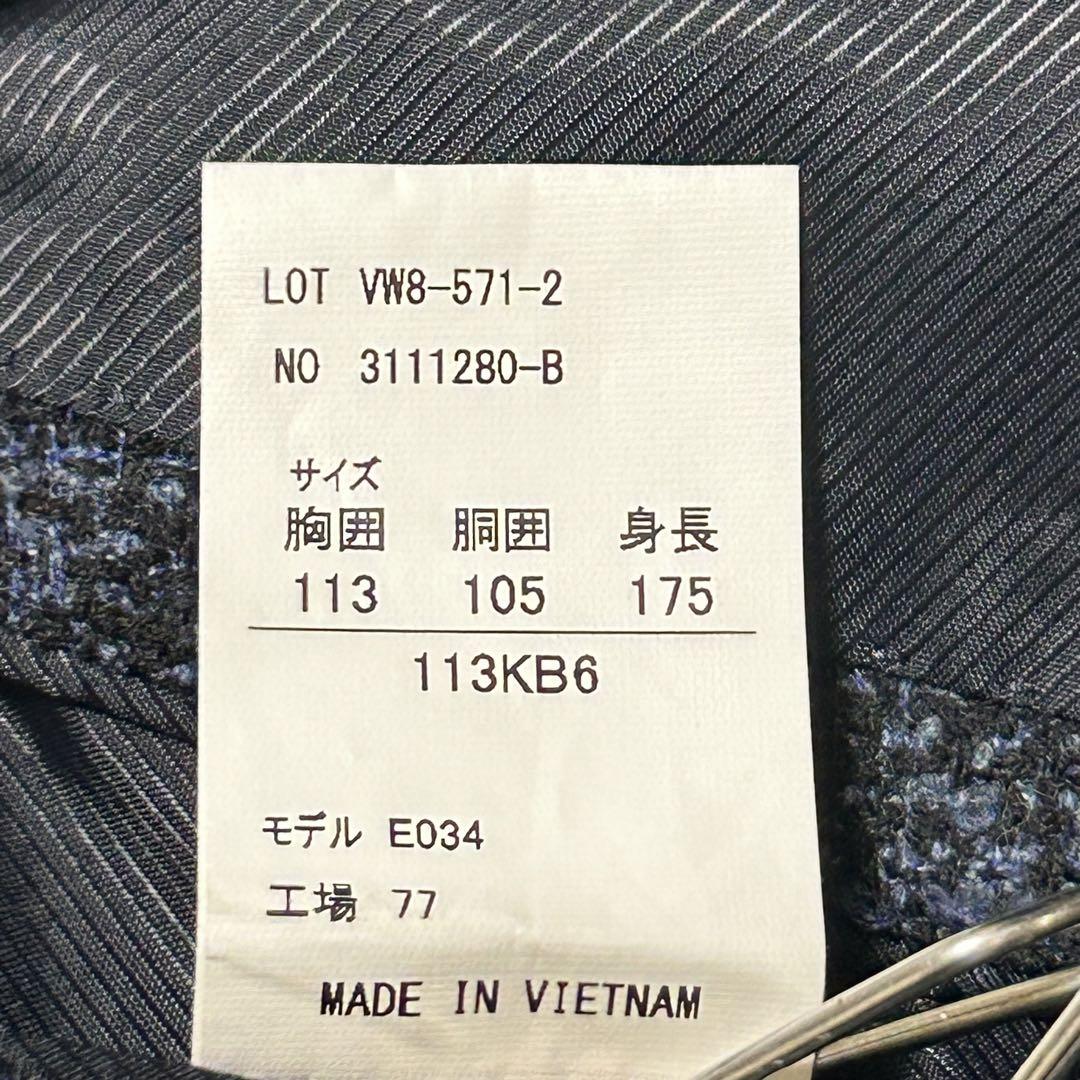 LOT VW8-571-2
NO 3111280-B
サイズ
胸囲 胴囲 身長
113 105 175
113KB6
モデル E034
工場 77
MADE IN VIETNAM